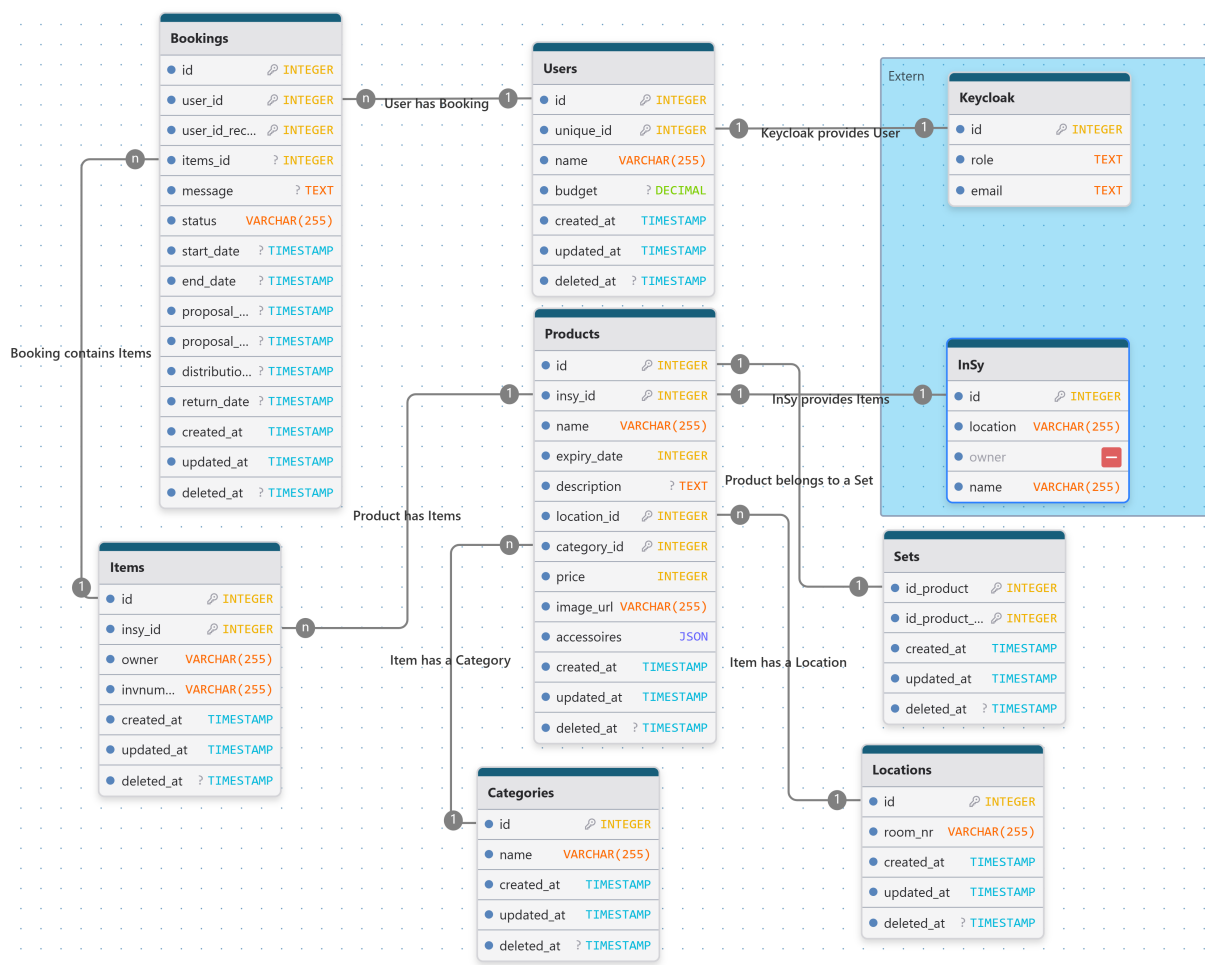 Bookings
id INTEGER
user_id INTEGER
user_id_rec... INTEGER
items_id ? INTEGER
message ? TEXT
status VARCHAR(255)
start_date ? TIMESTAMP
end_date ? TIMESTAMP
proposal_... ? TIMESTAMP
proposal_... ? TIMESTAMP
distributio... ? TIMESTAMP
return_date ? TIMESTAMP
created_at TIMESTAMP
updated_at TIMESTAMP
deleted_at ? TIMESTAMP
n User has Booking 1
Users
id INTEGER
unique_id INTEGER
name VARCHAR(255)
budget ? DECIMAL
created_at TIMESTAMP
updated_at TIMESTAMP
deleted_at ? TIMESTAMP
1 Keycloak provides User 1
Extern
Keycloak
id INTEGER
role TEXT
email TEXT
n
Booking contains Items
1
Products
id INTEGER
insy_id INTEGER
name VARCHAR(255)
expiry_date INTEGER
description ? TEXT
location_id INTEGER
category_id INTEGER
price INTEGER
image_url VARCHAR(255)
accessoires JSON
created_at TIMESTAMP
updated_at TIMESTAMP
deleted_at ? TIMESTAMP
1
1 InSy provides Items 1
InSy
id INTEGER
location VARCHAR(255)
owner
name VARCHAR(255)
1
Product has Items
n
Product belongs to a Set
1
n
Item has a Category
1
n
Item has a Location
1
Items
id INTEGER
insy_id INTEGER
owner VARCHAR(255)
invnum... VARCHAR(255)
created_at TIMESTAMP
updated_at TIMESTAMP
deleted_at ? TIMESTAMP
Sets
id_product INTEGER
id_product_... INTEGER
created_at TIMESTAMP
updated_at TIMESTAMP
deleted_at ? TIMESTAMP
Categories
id INTEGER
name VARCHAR(255)
created_at TIMESTAMP
updated_at TIMESTAMP
deleted_at ? TIMESTAMP
Locations
id INTEGER
room_nr VARCHAR(255)
created_at TIMESTAMP
updated_at TIMESTAMP
deleted_at ? TIMESTAMP